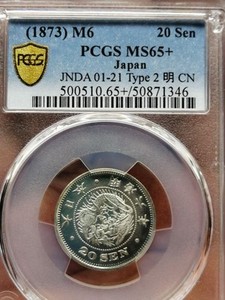 (1873) M6 20 Sen
PCGS MS65+
Japan
JNDA 01-21 Type 2 明 CN
500510.65+/50871346
PCGS
20 SEN